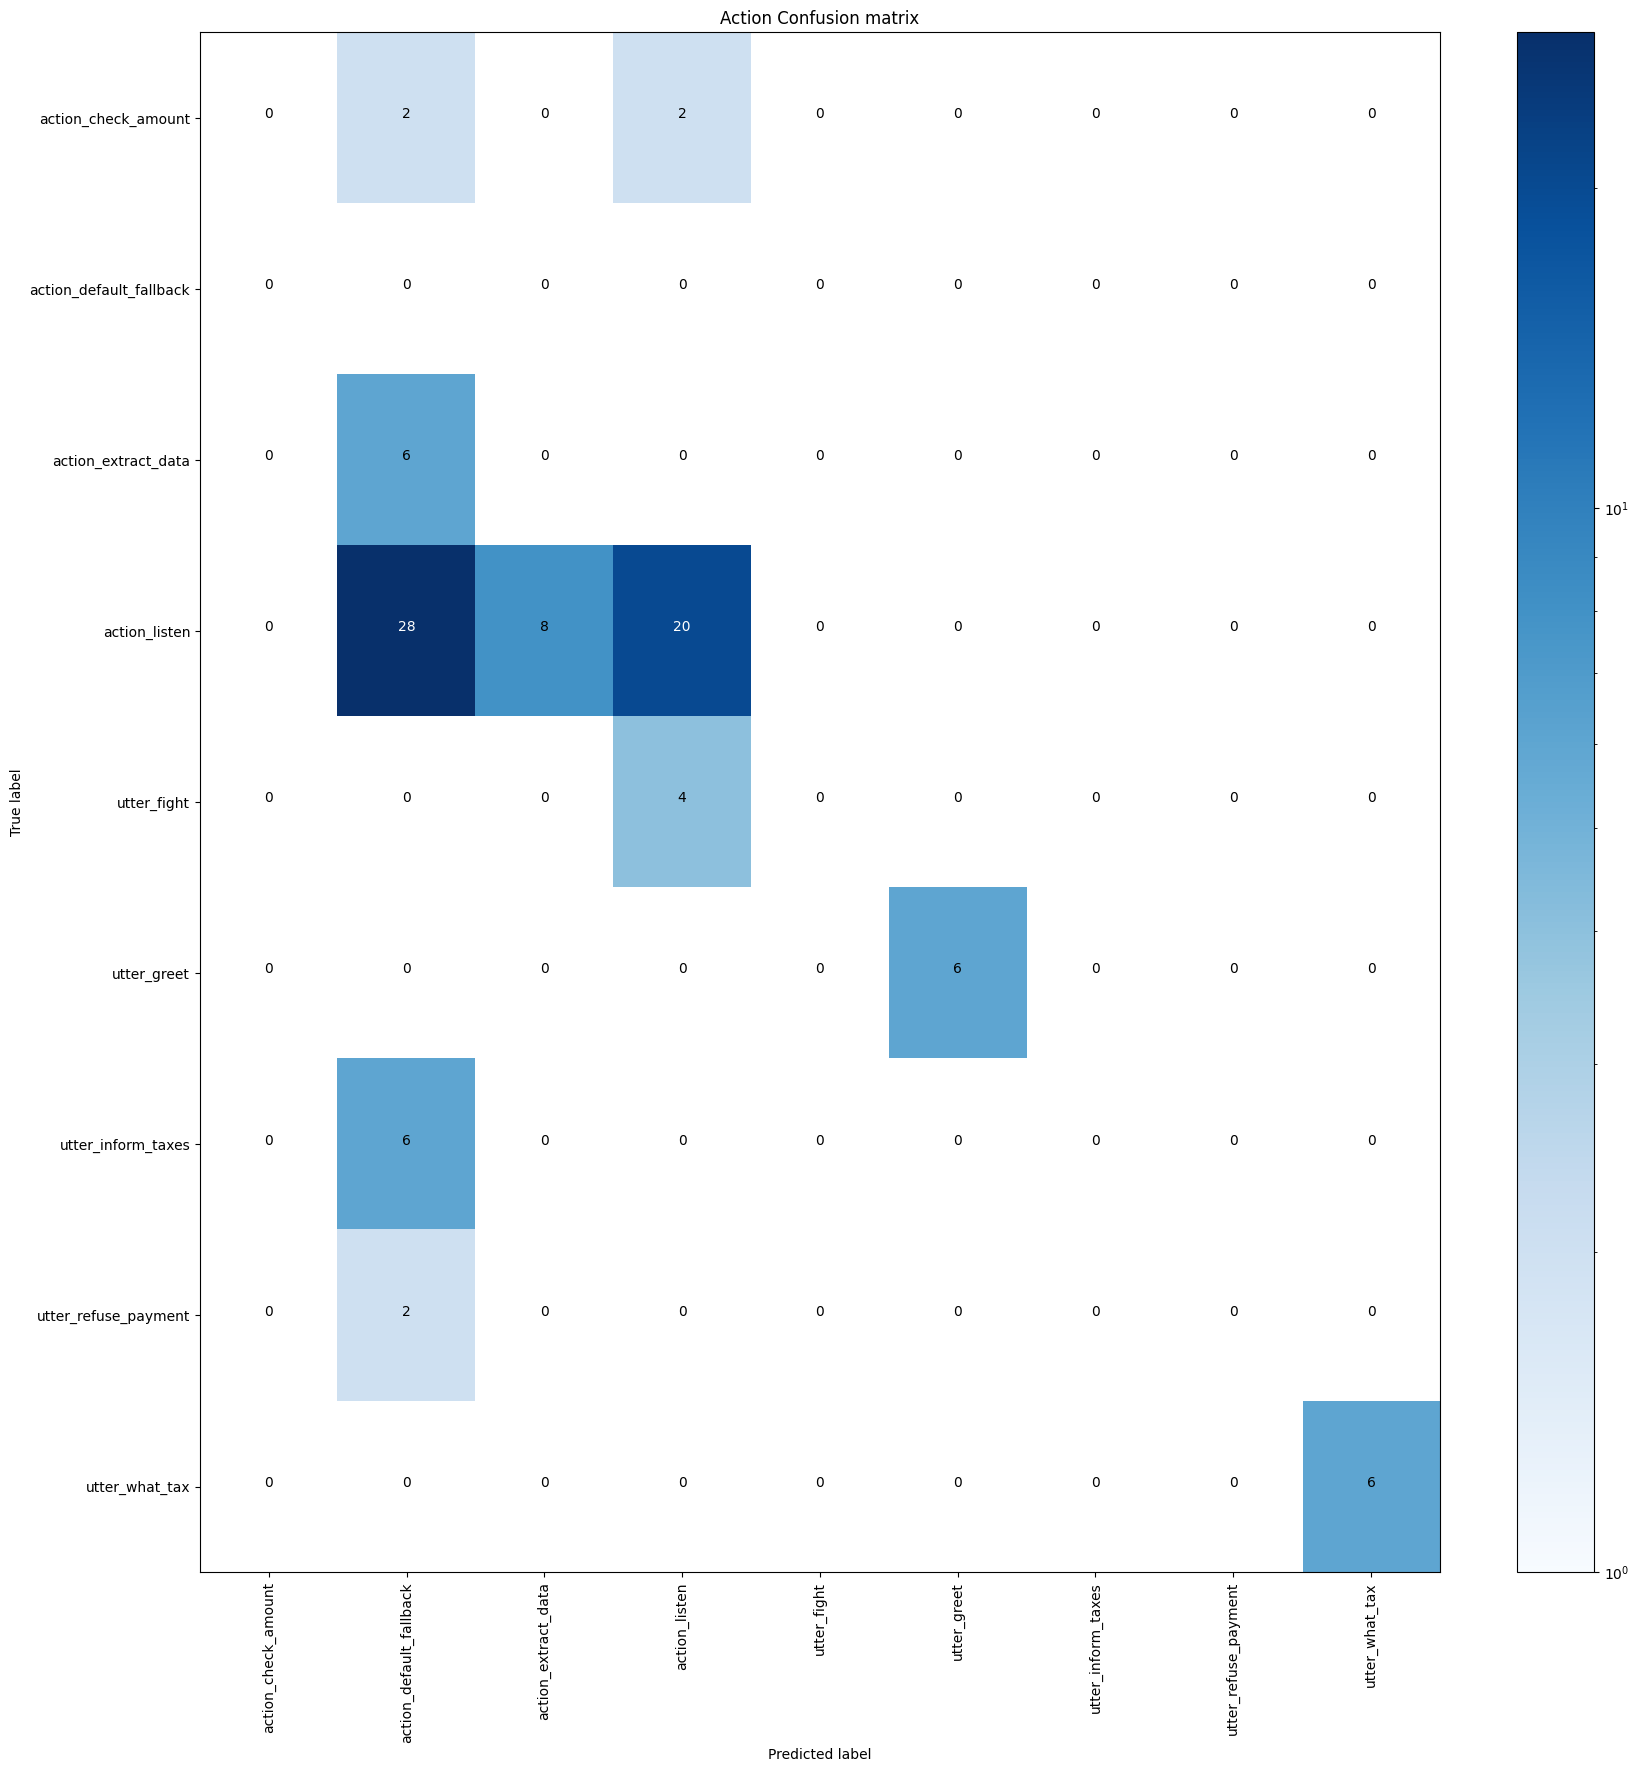 Action Confusion matrix
action_check_amount 0 2 0 2 0 0 0 0 0
action_default_fallback 0 0 0 0 0 0 0 0 0
action_extract_data 0 6 0 0 0 0 0 0 0
action_listen 0 28 8 20 0 0 0 0 0
utter_fight 0 0 0 4 0 0 0 0 0
utter_greet 0 0 0 0 0 6 0 0 0
utter_inform_taxes 0 6 0 0 0 0 0 0 0
utter_refuse_payment 0 2 0 0 0 0 0 0 0
utter_what_tax 0 0 0 0 0 0 0 0 6
True label
action_check_amount
action_default_fallback
action_extract_data
action_listen
utter_fight
utter_greet
utter_inform_taxes
utter_refuse_payment
utter_what_tax
Predicted label
10¹
10⁰